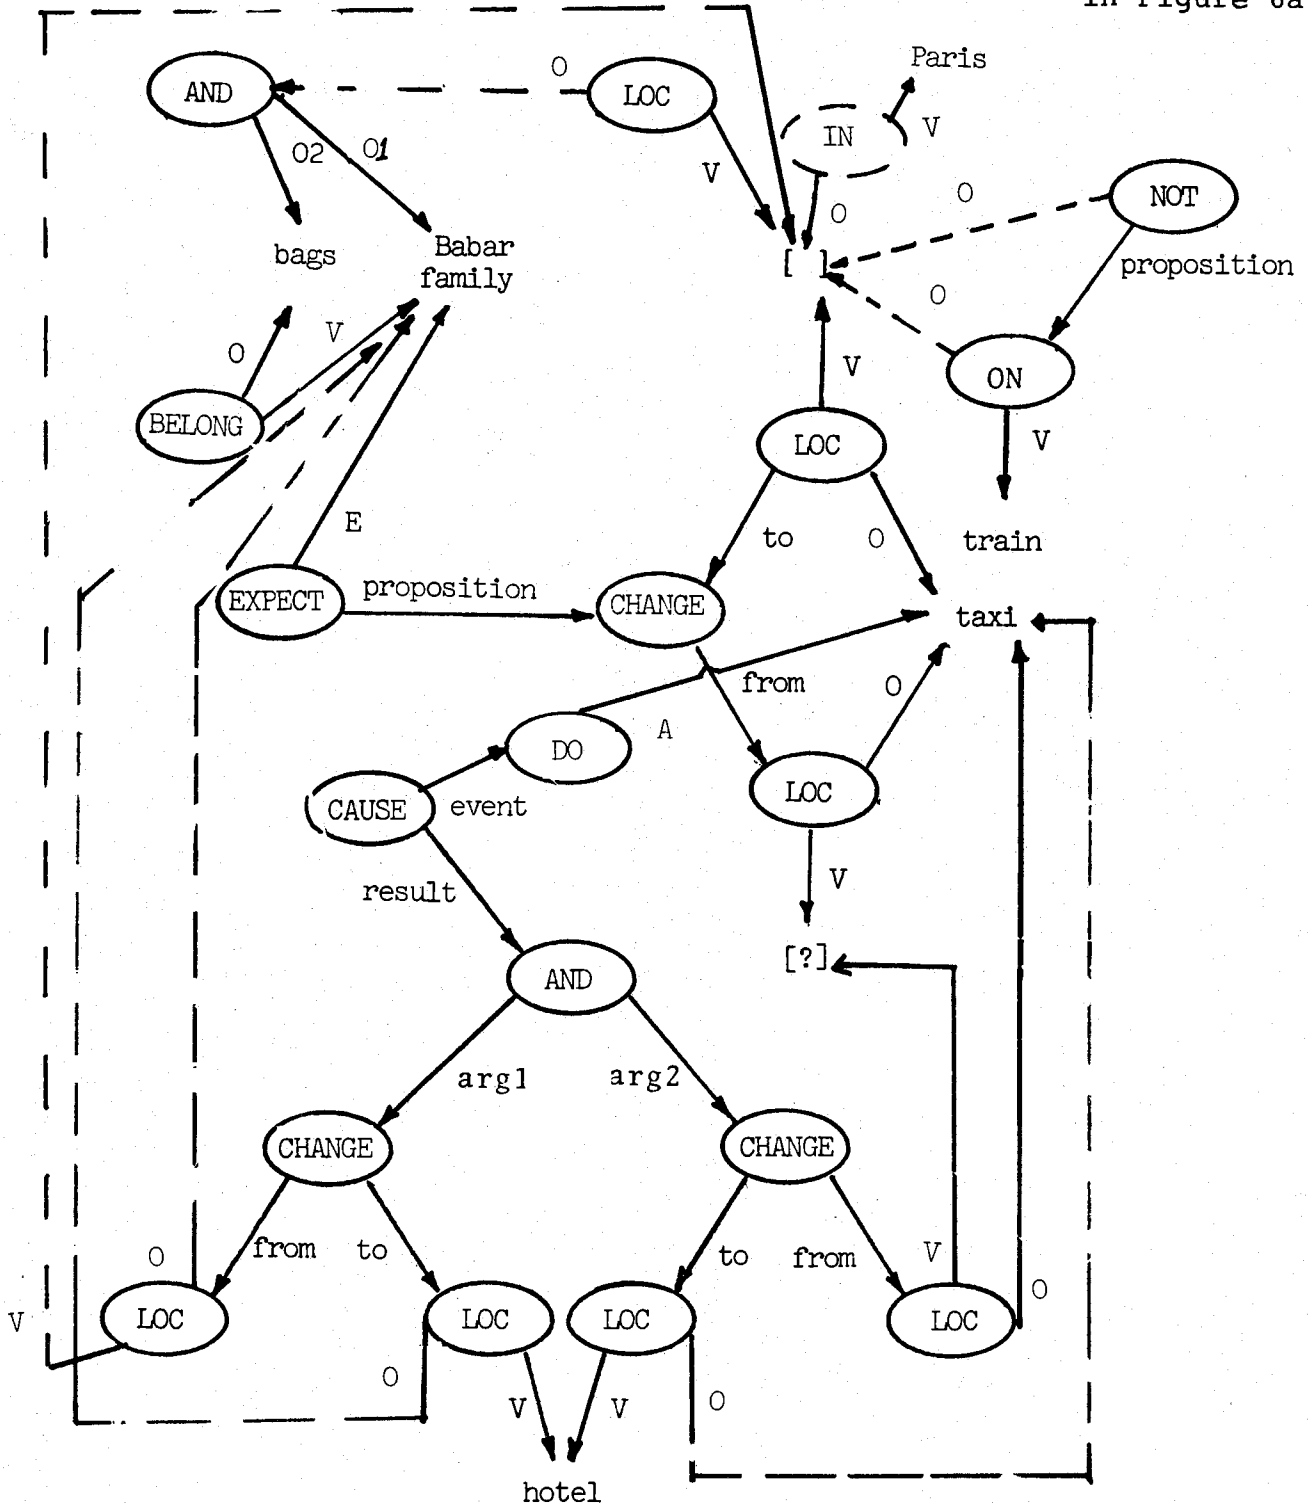 in Figure 6a
Paris
O
AND
LOC
IN
V
O2
O1
V
O
O
NOT
bags
Babar
family
[ ]
proposition
O
V
O
V
ON
BELONG
LOC
V
E
to
O
train
proposition
EXPECT
CHANGE
taxi
from
O
A
DO
LOC
CAUSE
event
V
result
[?]
AND
arg1
arg2
CHANGE
CHANGE
from
to
to
from
V
O
O
V
LOC
LOC
LOC
LOC
O
V
V
O
hotel